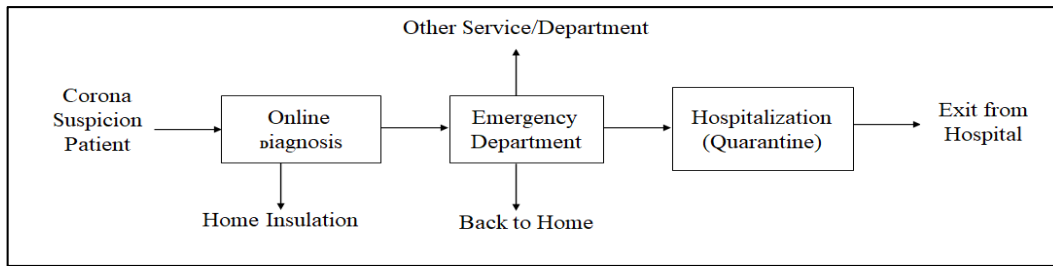 Other Service/Department
Corona
Suspicion
Patient
Online
Diagnosis
Emergency
Department
Hospitalization
(Quarantine)
Exit from
Hospital
Home Insulation
Back to Home